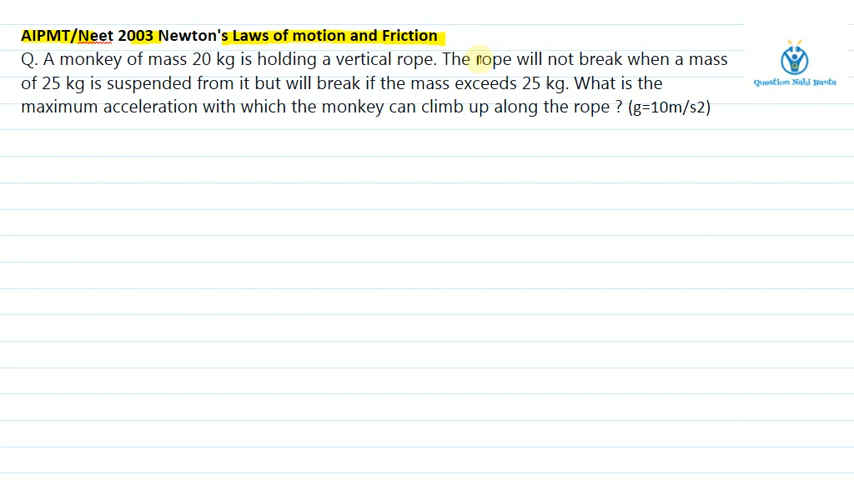 AIPMT/Neet 2003 Newton's Laws of motion and Friction
Q. A monkey of mass 20 kg is holding a vertical rope. The rope will not break when a mass
of 25 kg is suspended from it but will break if the mass exceeds 25 kg. What is the
maximum acceleration with which the monkey can climb up along the rope ? (g=10m/s2)
Question Nahi Banta